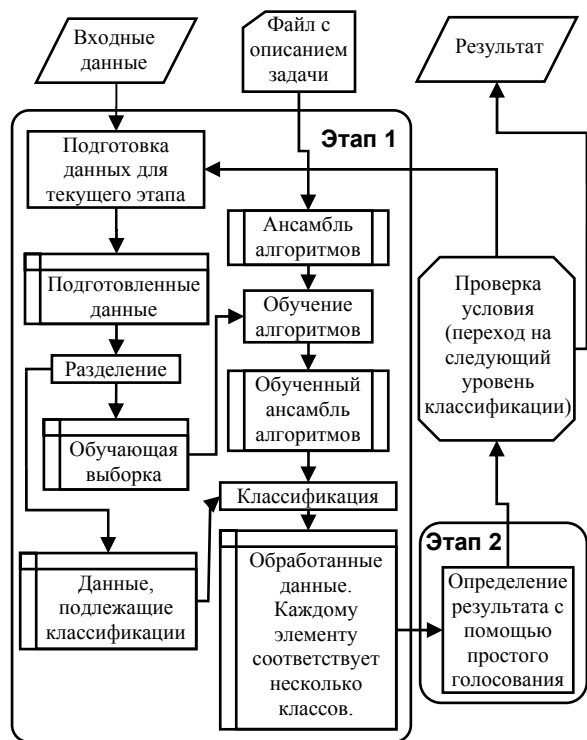 Входные
данные
Файл с
описанием
задачи
Результат
Этап 1
Подготовка
данных для
текущего этапа
Ансамбль
алгоритмов
Подготовленные
данные
Обучение
алгоритмов
Проверка
условия
(переход на
следующий
уровень
классификации)
Разделение
Обученный
ансамбль
алгоритмов
Обучающая
выборка
Классификация
Этап 2
Данные,
подлежащие
классификации
Обработанные
данные.
Каждому
элементу
соответствует
несколько
классов.
Определение
результата с
помощью
простого
голосования